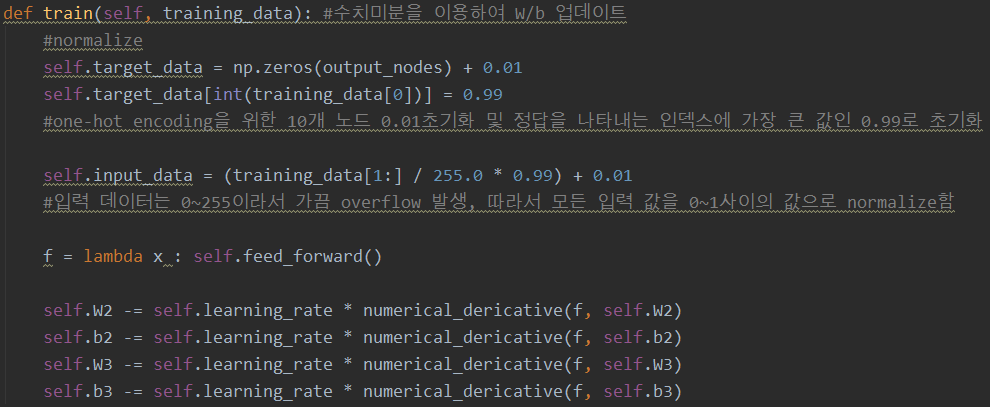 def train(self, training_data): #수치미분을 이용하여 W/b 업데이트
#normalize
self.target_data = np.zeros(output_nodes) + 0.01
self.target_data[int(training_data[0])] = 0.99
#one-hot encoding을 위한 10개 노드 0.01초기화 및 정답을 나타내는 인덱스에 가장 큰 값인 0.99로 초기화
self.input_data = (training_data[1:] / 255.0 * 0.99) + 0.01
#입력 데이터는 0~255이라서 가끔 overflow 발생, 따라서 모든 입력 값을 0~1사이의 값으로 normalize함
f = lambda x : self.feed_forward()
self.W2 -= self.learning_rate * numerical_dericative(f, self.W2)
self.b2 -= self.learning_rate * numerical_dericative(f, self.b2)
self.W3 -= self.learning_rate * numerical_dericative(f, self.W3)
self.b3 -= self.learning_rate * numerical_dericative(f, self.b3)